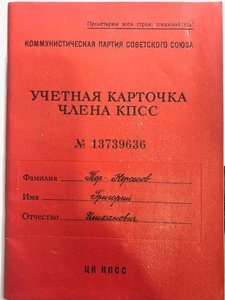 Пролетарии всех стран, соединяйтесь!
КОММУНИСТИЧЕСКАЯ ПАРТИЯ СОВЕТСКОГО СОЮЗА
УЧЕТНАЯ КАРТОЧКА
ЧЛЕНА КПСС
№ 13739636
Фамилия Тер-Нерсесов
Имя Григорий
Отчество Ишханович
ЦК КПСС